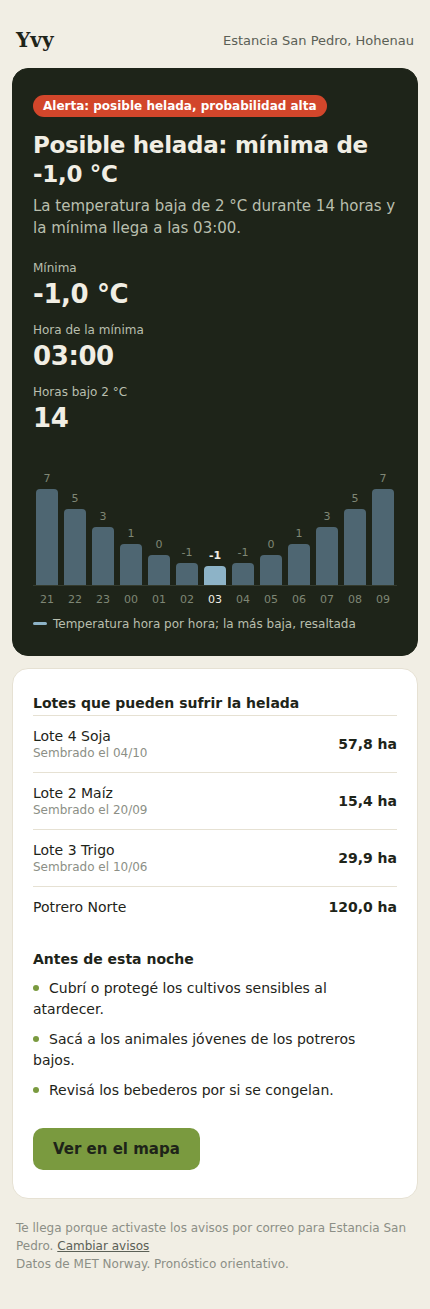 Yvy
Estancia San Pedro, Hohenau
Alerta: posible helada, probabilidad alta
Posible helada: mínima de
-1,0 °C
La temperatura baja de 2 °C durante 14 horas y
la mínima llega a las 03:00.
Mínima
-1,0 °C
Hora de la mínima
03:00
Horas bajo 2 °C
14
7 5 3 1 0 -1 -1 -1 0 1 3 5 7
21 22 23 00 01 02 03 04 05 06 07 08 09
Temperatura hora por hora; la más baja, resaltada
Lotes que pueden sufrir la helada
Lote 4 Soja
Sembrado el 04/10
57,8 ha
Lote 2 Maíz
Sembrado el 20/09
15,4 ha
Lote 3 Trigo
Sembrado el 10/06
29,9 ha
Potrero Norte
120,0 ha
Antes de esta noche
Cubrí o protegé los cultivos sensibles al
atardecer.
Sacá a los animales jóvenes de los potreros
bajos.
Revisá los bebederos por si se congelan.
Ver en el mapa
Te llega porque activaste los avisos por correo para Estancia San
Pedro. Cambiar avisos
Datos de MET Norway. Pronóstico orientativo.